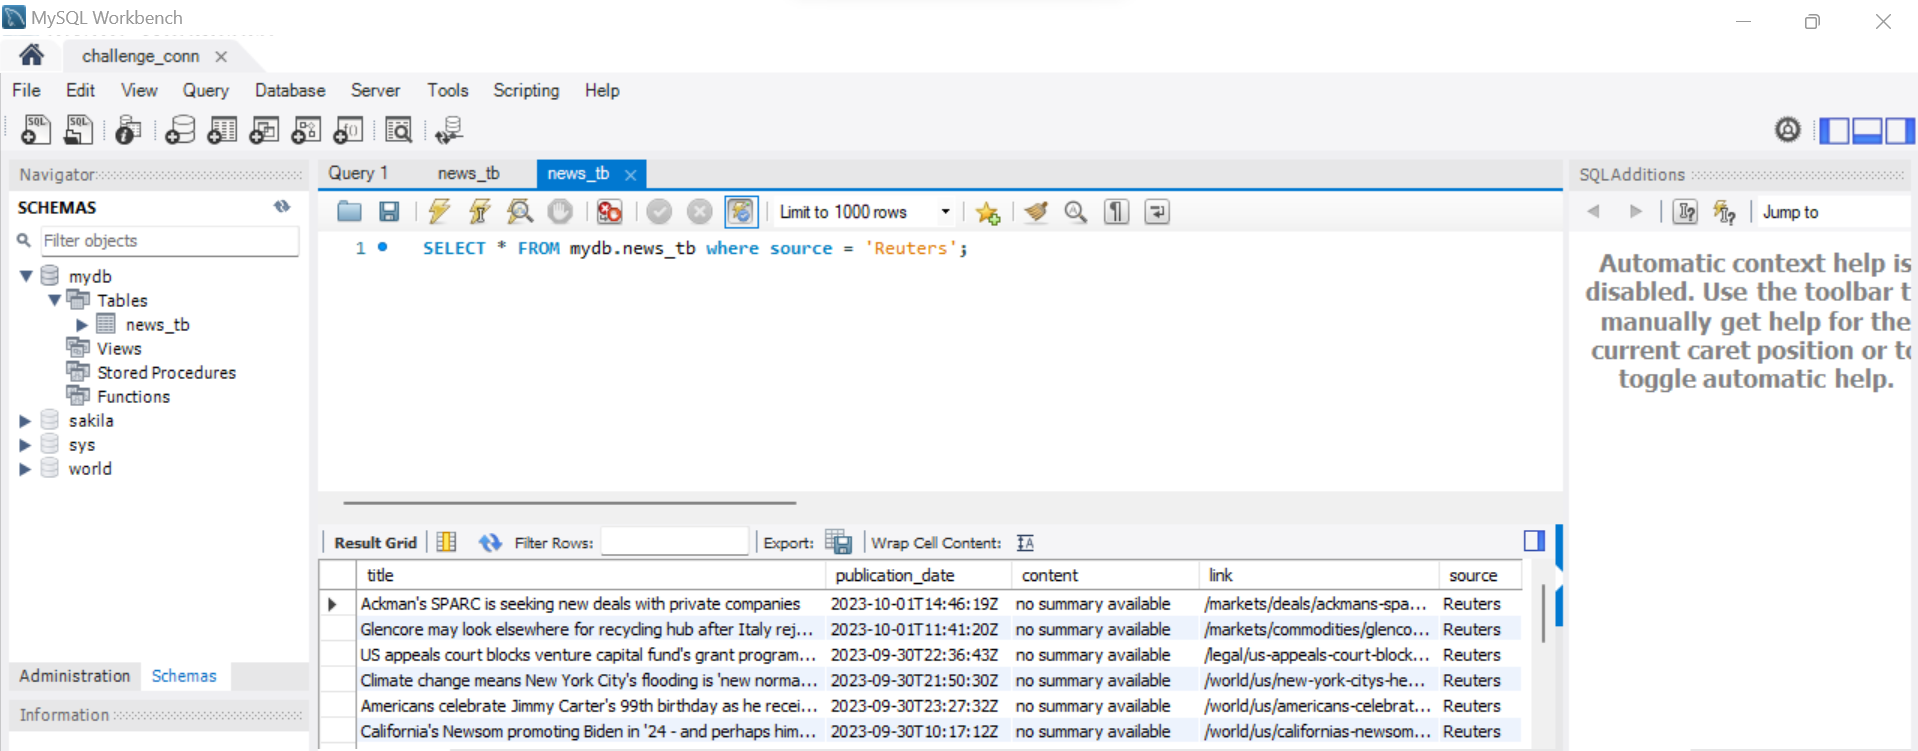 MySQL Workbench
challenge_conn
File Edit View Query Database Server Tools Scripting Help
Navigator
SCHEMAS
Filter objects
mydb
Tables
news_tb
Views
Stored Procedures
Functions
sakila
sys
world
Administration Schemas
Information
Query 1 news_tb news_tb
Limit to 1000 rows
1 SELECT * FROM mydb.news_tb where source = 'Reuters';
Result Grid Filter Rows: Export: Wrap Cell Content:
title publication_date content link source
Ackman's SPARC is seeking new deals with private companies 2023-10-01T14:46:19Z no summary available /markets/deals/ackmans-spa... Reuters
Glencore may look elsewhere for recycling hub after Italy rej... 2023-10-01T11:41:20Z no summary available /markets/commodities/glenco... Reuters
US appeals court blocks venture capital fund's grant program... 2023-09-30T22:36:43Z no summary available /legal/us-appeals-court-block... Reuters
Climate change means New York City's flooding is 'new norma... 2023-09-30T21:50:30Z no summary available /world/us/new-york-citys-he... Reuters
Americans celebrate Jimmy Carter's 99th birthday as he recei... 2023-09-30T23:27:32Z no summary available /world/us/americans-celebrat... Reuters
California's Newsom promoting Biden in '24 - and perhaps him... 2023-09-30T10:17:12Z no summary available /world/us/californias-newsom... Reuters
SQLAdditions
Jump to
Automatic context help is
disabled. Use the toolbar t
manually get help for the
current caret position or to
toggle automatic help.